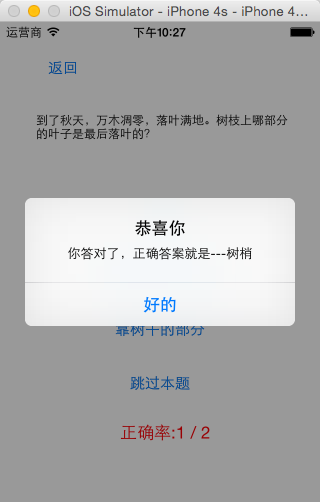 iOS Simulator - iPhone 4s - iPhone 4...
运营商 下午10:27
返回
到了秋天，万木凋零，落叶满地。树枝上哪部分
的叶子是最后落叶的?
恭喜你
你答对了，正确答案就是---树梢
好的
靠树干的部分
跳过本题
正确率:1 / 2